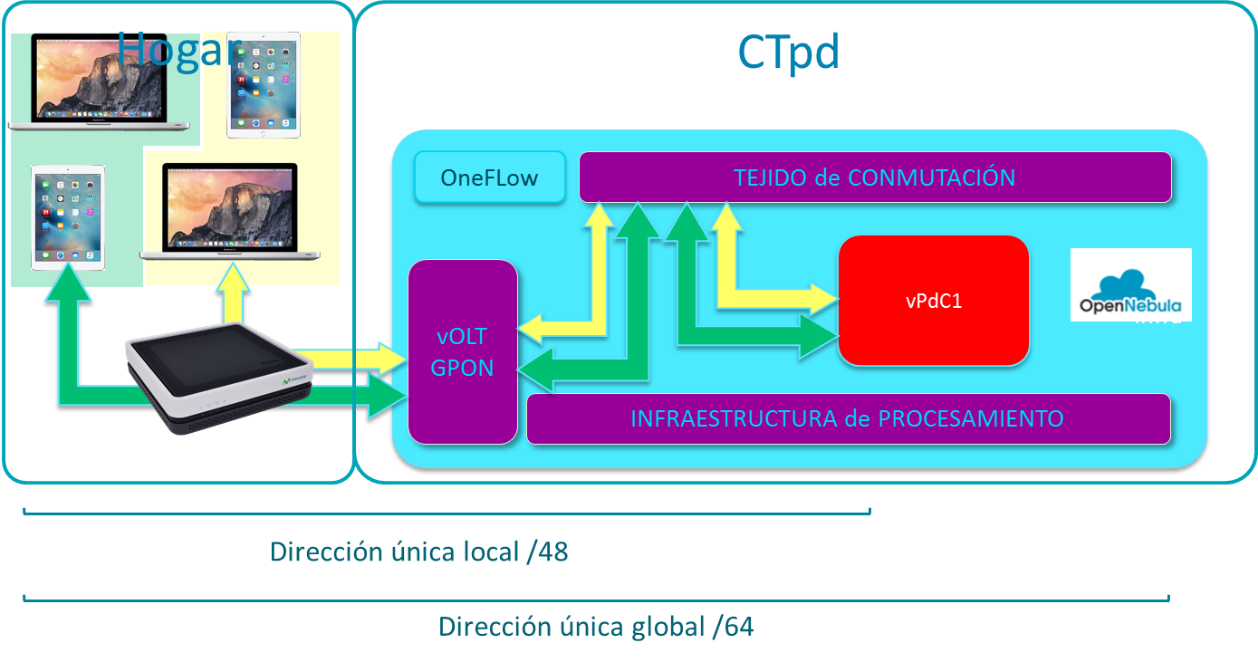 Hogar
CTpd
OneFLow
TEJIDO de CONMUTACIÓN
vOLT
GPON
vPdC1
OpenNebula
INFRAESTRUCTURA de PROCESAMIENTO
Dirección única local /48
Dirección única global /64